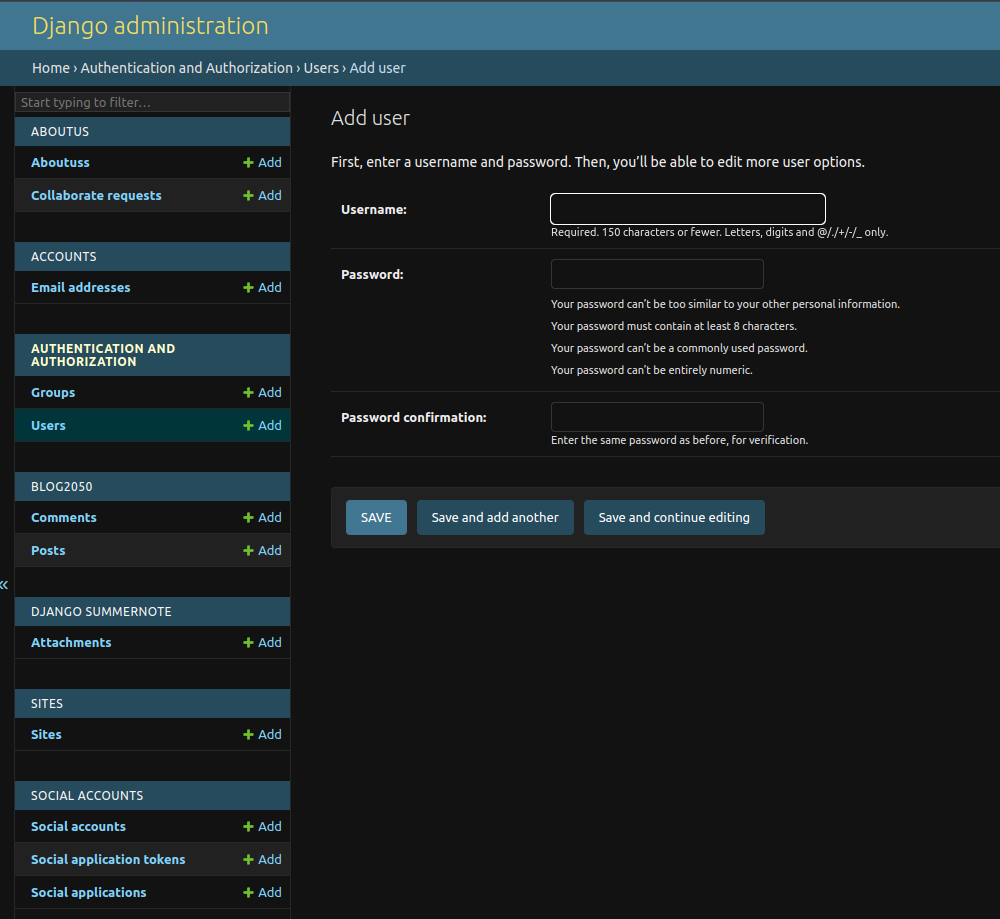 Django administration
Home › Authentication and Authorization › Users › Add user
Start typing to filter…
ABOUTUS
Aboutuss Add
Collaborate requests Add
ACCOUNTS
Email addresses Add
AUTHENTICATION AND
AUTHORIZATION
Groups Add
Users Add
BLOG2050
Comments Add
Posts Add
«
DJANGO SUMMERNOTE
Attachments Add
SITES
Sites Add
SOCIAL ACCOUNTS
Social accounts Add
Social application tokens Add
Social applications Add
Add user
First, enter a username and password. Then, you’ll be able to edit more user options.
Username:
Required. 150 characters or fewer. Letters, digits and @/./+/-/_ only.
Password:
Your password can’t be too similar to your other personal information.
Your password must contain at least 8 characters.
Your password can’t be a commonly used password.
Your password can’t be entirely numeric.
Password confirmation:
Enter the same password as before, for verification.
SAVE Save and add another Save and continue editing